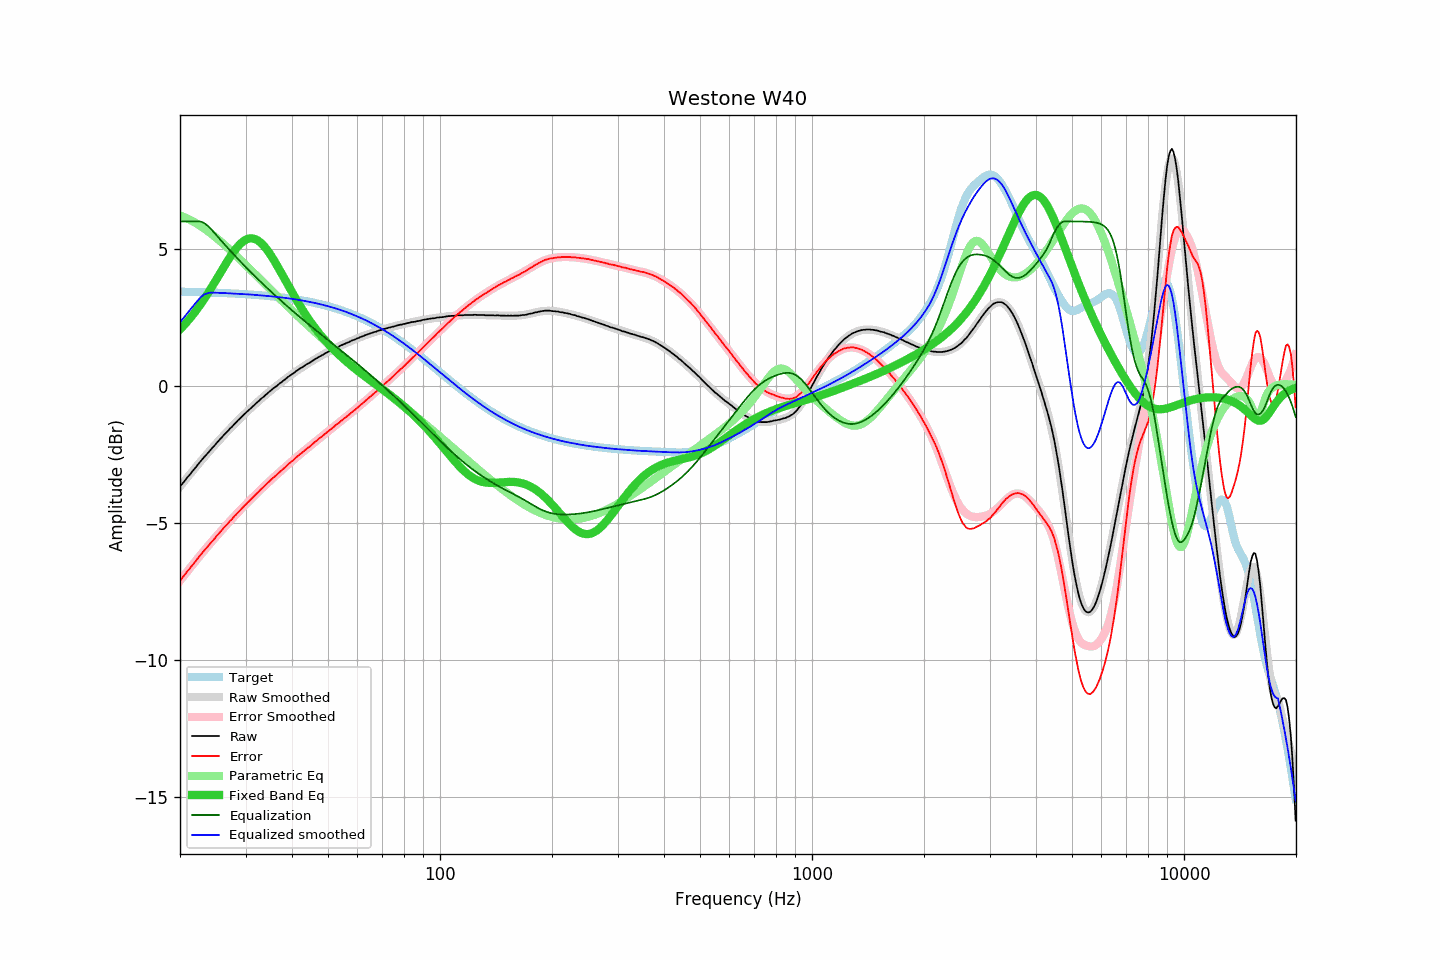 Westone W40
Amplitude (dBr)
5
0
−5
−10
−15
Target
Raw Smoothed
Error Smoothed
Raw
Error
Parametric Eq
Fixed Band Eq
Equalization
Equalized smoothed
100 1000 10000
Frequency (Hz)